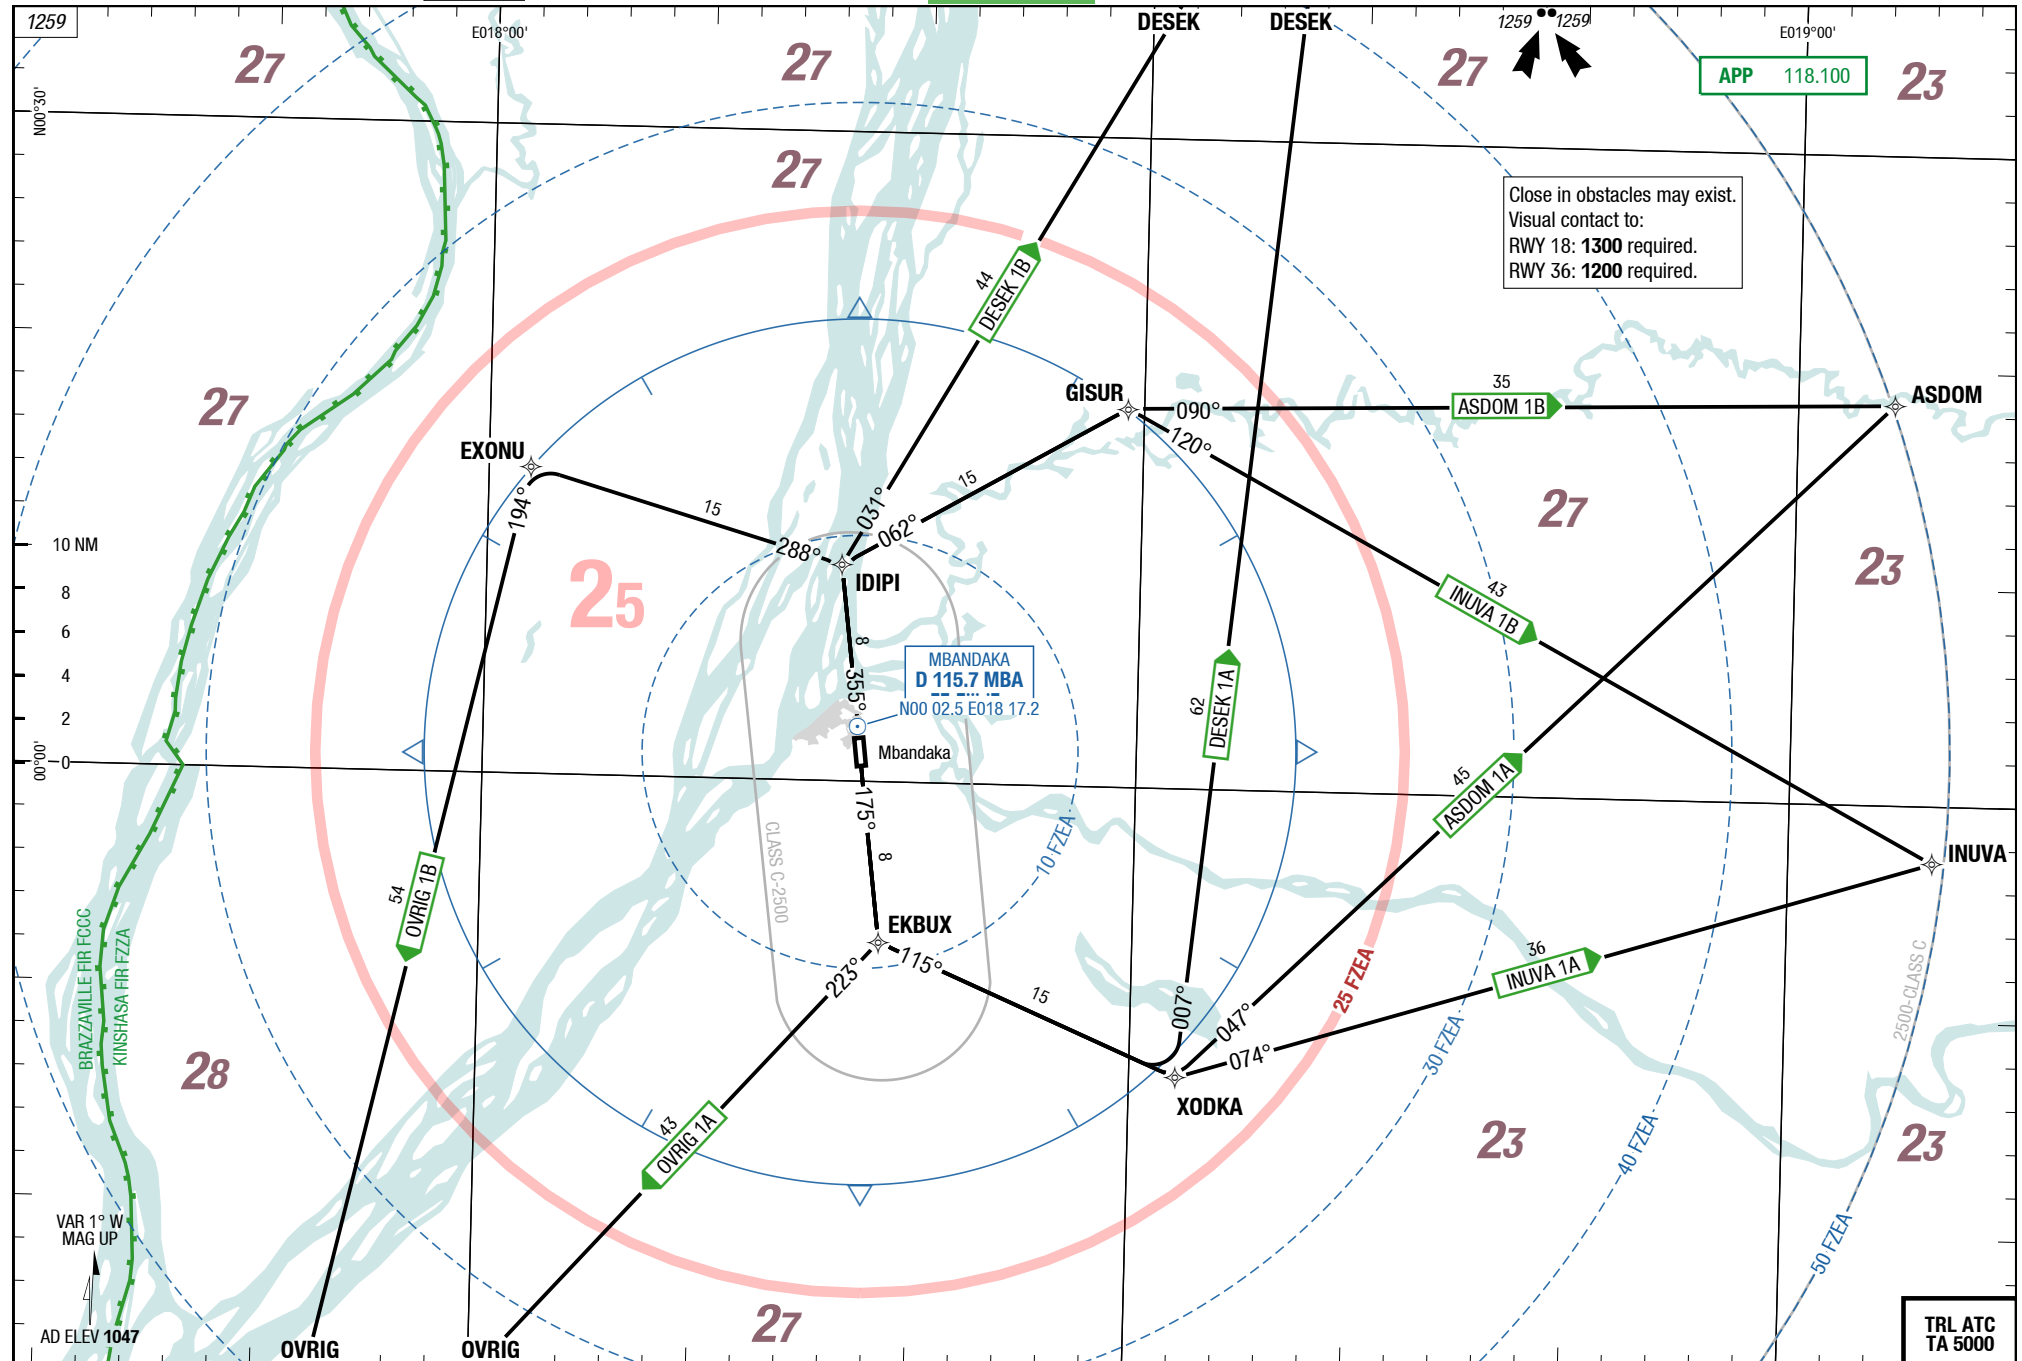 1259
E018°00'
DESEK
DESEK
1259
1259
E019°00'
27
27
27
23
APP 118.100
N00°30'
27
Close in obstacles may exist.
Visual contact to:
RWY 18: 1300 required.
RWY 36: 1200 required.
44
DESEK 1B
27
GISUR
090°
35
ASDOM 1B
ASDOM
120°
EXONU
194°
15
15
031°
062°
288°
IDIPI
27
10 NM
8
6
4
2
0
00°00'
25
23
43
INUVA 1B
8
355°
MBANDAKA
D 115.7 MBA
N00 02.5 E018 17.2
Mbandaka
62
DESEK 1A
175°
8
CLASS C-2500
10 FZEA
45
ASDOM 1A
INUVA
54
OVRIG 1B
BRAZZAVILLE FIR FCCC
KINSHASA FIR FZZA
EKBUX
223°
115°
15
007°
047°
074°
36
INUVA 1A
25 FZEA
30 FZEA
2500-CLASS C
28
XODKA
43
OVRIG 1A
23
40 FZEA
23
50 FZEA
VAR 1° W
MAG UP
AD ELEV 1047
27
OVRIG
OVRIG
TRL ATC
TA 5000